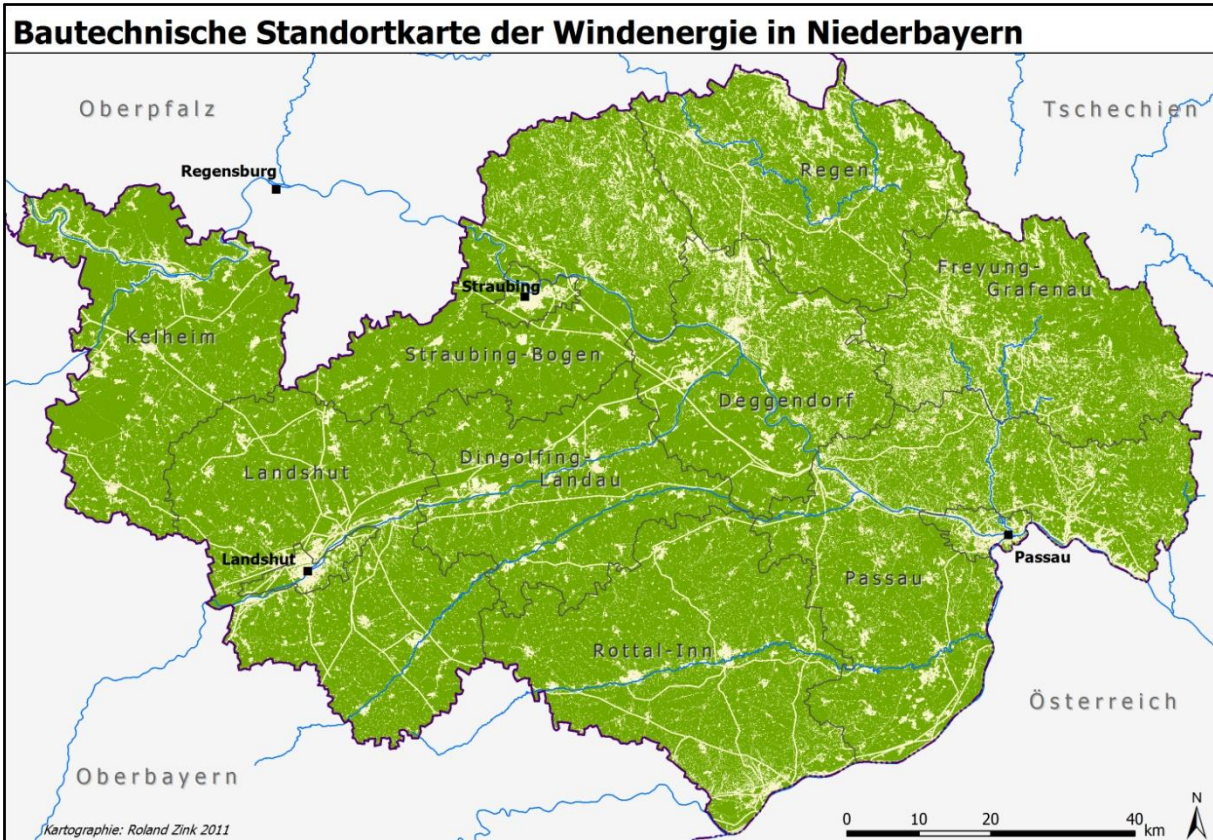 Bautechnische Standortkarte der Windenergie in Niederbayern
Oberpfalz
Tschechien
Regensburg
Regen
Freyung-
Grafenau
Straubing
Kelheim
Straubing-Bogen
Deggendorf
Landshut
Dingolfing-
Landau
Landshut
Passau
Passau
Rottal-Inn
Österreich
Oberbayern
N
Kartographie: Roland Zink 2011
0 10 20 40 km